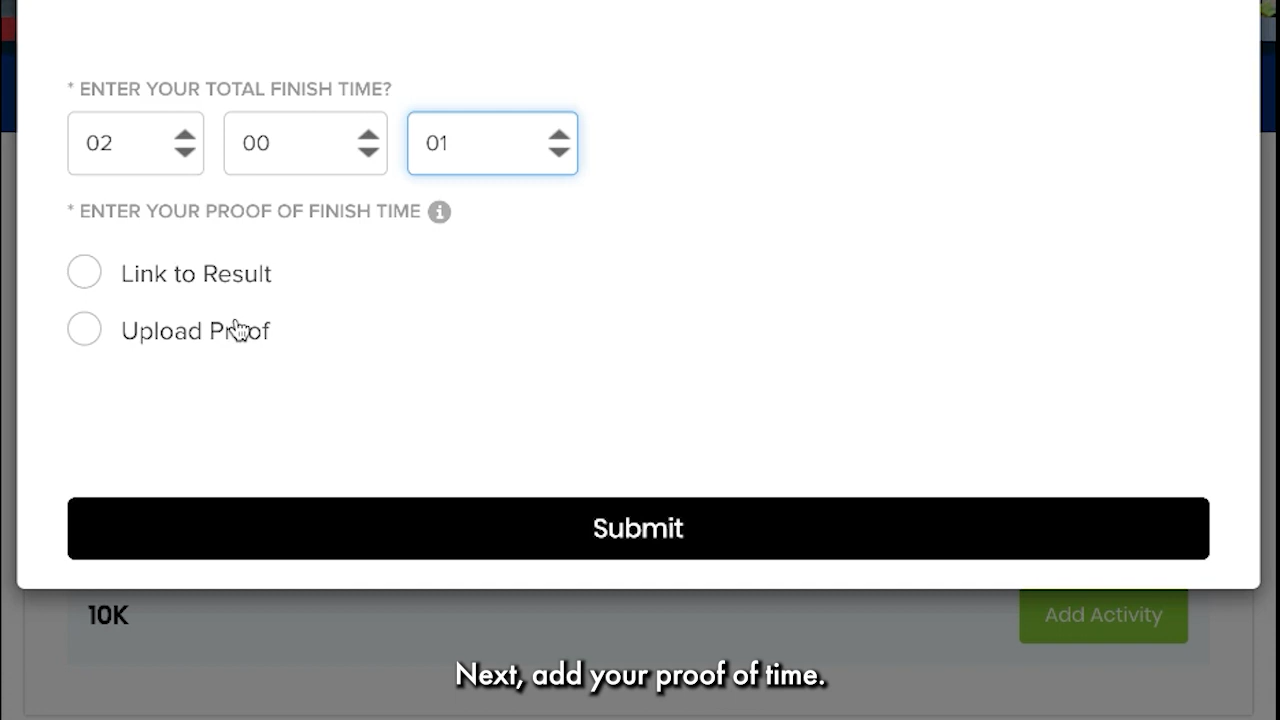 * ENTER YOUR TOTAL FINISH TIME?
02 00 01
* ENTER YOUR PROOF OF FINISH TIME
Link to Result
Upload Proof
Submit
10K Add Activity
Next, add your proof of time.